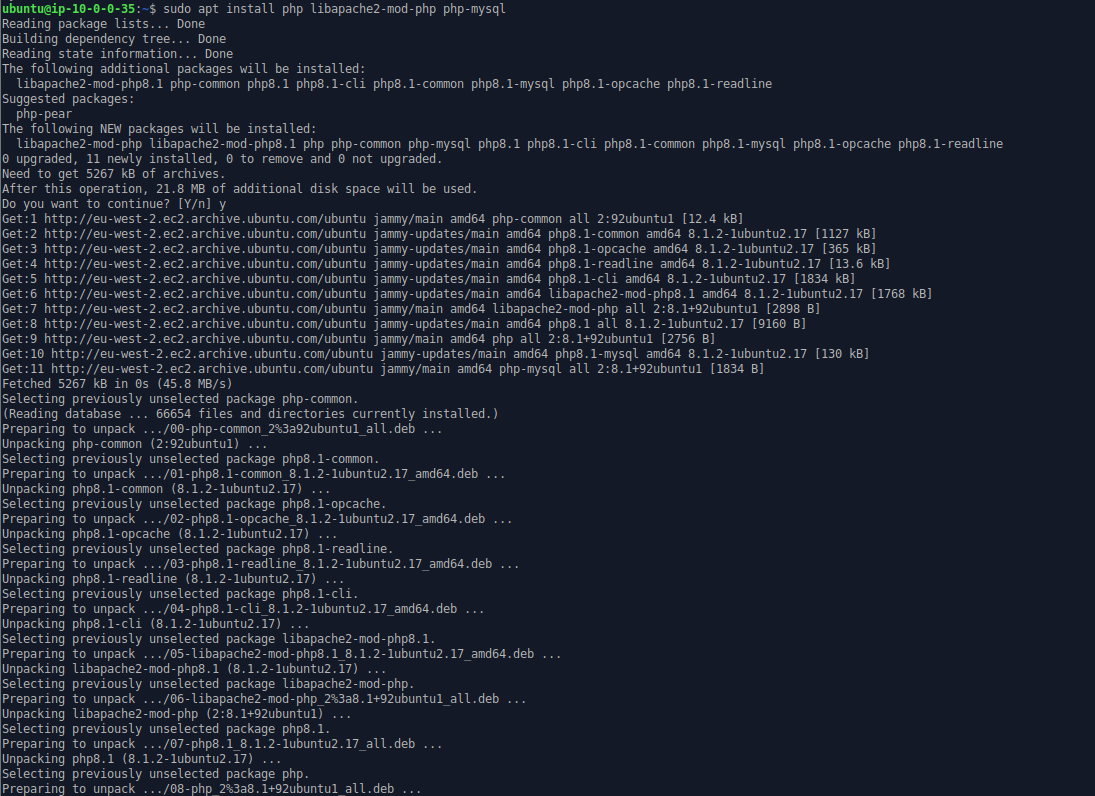 ubuntu@ip-10-0-0-35:~$ sudo apt install php libapache2-mod-php php-mysql
Reading package lists... Done
Building dependency tree... Done
Reading state information... Done
The following additional packages will be installed:
  libapache2-mod-php8.1 php-common php8.1 php8.1-cli php8.1-common php8.1-mysql php8.1-opcache php8.1-readline
Suggested packages:
  php-pear
The following NEW packages will be installed:
  libapache2-mod-php libapache2-mod-php8.1 php php-common php-mysql php8.1 php8.1-cli php8.1-common php8.1-mysql php8.1-opcache php8.1-readline
0 upgraded, 11 newly installed, 0 to remove and 0 not upgraded.
Need to get 5267 kB of archives.
After this operation, 21.8 MB of additional disk space will be used.
Do you want to continue? [Y/n] y
Get:1 http://eu-west-2.ec2.archive.ubuntu.com/ubuntu jammy/main amd64 php-common all 2:92ubuntu1 [12.4 kB]
Get:2 http://eu-west-2.ec2.archive.ubuntu.com/ubuntu jammy-updates/main amd64 php8.1-common amd64 8.1.2-1ubuntu2.17 [1127 kB]
Get:3 http://eu-west-2.ec2.archive.ubuntu.com/ubuntu jammy-updates/main amd64 php8.1-opcache amd64 8.1.2-1ubuntu2.17 [365 kB]
Get:4 http://eu-west-2.ec2.archive.ubuntu.com/ubuntu jammy-updates/main amd64 php8.1-readline amd64 8.1.2-1ubuntu2.17 [13.6 kB]
Get:5 http://eu-west-2.ec2.archive.ubuntu.com/ubuntu jammy-updates/main amd64 php8.1-cli amd64 8.1.2-1ubuntu2.17 [1834 kB]
Get:6 http://eu-west-2.ec2.archive.ubuntu.com/ubuntu jammy-updates/main amd64 libapache2-mod-php8.1 amd64 8.1.2-1ubuntu2.17 [1768 kB]
Get:7 http://eu-west-2.ec2.archive.ubuntu.com/ubuntu jammy/main amd64 libapache2-mod-php all 2:8.1+92ubuntu1 [2898 B]
Get:8 http://eu-west-2.ec2.archive.ubuntu.com/ubuntu jammy-updates/main amd64 php8.1 all 8.1.2-1ubuntu2.17 [9160 B]
Get:9 http://eu-west-2.ec2.archive.ubuntu.com/ubuntu jammy/main amd64 php all 2:8.1+92ubuntu1 [2756 B]
Get:10 http://eu-west-2.ec2.archive.ubuntu.com/ubuntu jammy-updates/main amd64 php8.1-mysql amd64 8.1.2-1ubuntu2.17 [130 kB]
Get:11 http://eu-west-2.ec2.archive.ubuntu.com/ubuntu jammy/main amd64 php-mysql all 2:8.1+92ubuntu1 [1834 B]
Fetched 5267 kB in 0s (45.8 MB/s)
Selecting previously unselected package php-common.
(Reading database ... 66654 files and directories currently installed.)
Preparing to unpack .../00-php-common_2%3a92ubuntu1_all.deb ...
Unpacking php-common (2:92ubuntu1) ...
Selecting previously unselected package php8.1-common.
Preparing to unpack .../01-php8.1-common_8.1.2-1ubuntu2.17_amd64.deb ...
Unpacking php8.1-common (8.1.2-1ubuntu2.17) ...
Selecting previously unselected package php8.1-opcache.
Preparing to unpack .../02-php8.1-opcache_8.1.2-1ubuntu2.17_amd64.deb ...
Unpacking php8.1-opcache (8.1.2-1ubuntu2.17) ...
Selecting previously unselected package php8.1-readline.
Preparing to unpack .../03-php8.1-readline_8.1.2-1ubuntu2.17_amd64.deb ...
Unpacking php8.1-readline (8.1.2-1ubuntu2.17) ...
Selecting previously unselected package php8.1-cli.
Preparing to unpack .../04-php8.1-cli_8.1.2-1ubuntu2.17_amd64.deb ...
Unpacking php8.1-cli (8.1.2-1ubuntu2.17) ...
Selecting previously unselected package libapache2-mod-php8.1.
Preparing to unpack .../05-libapache2-mod-php8.1_8.1.2-1ubuntu2.17_amd64.deb ...
Unpacking libapache2-mod-php8.1 (8.1.2-1ubuntu2.17) ...
Selecting previously unselected package libapache2-mod-php.
Preparing to unpack .../06-libapache2-mod-php_2%3a8.1+92ubuntu1_all.deb ...
Unpacking libapache2-mod-php (2:8.1+92ubuntu1) ...
Selecting previously unselected package php8.1.
Preparing to unpack .../07-php8.1_8.1.2-1ubuntu2.17_all.deb ...
Unpacking php8.1 (8.1.2-1ubuntu2.17) ...
Selecting previously unselected package php.
Preparing to unpack .../08-php_2%3a8.1+92ubuntu1_all.deb ...